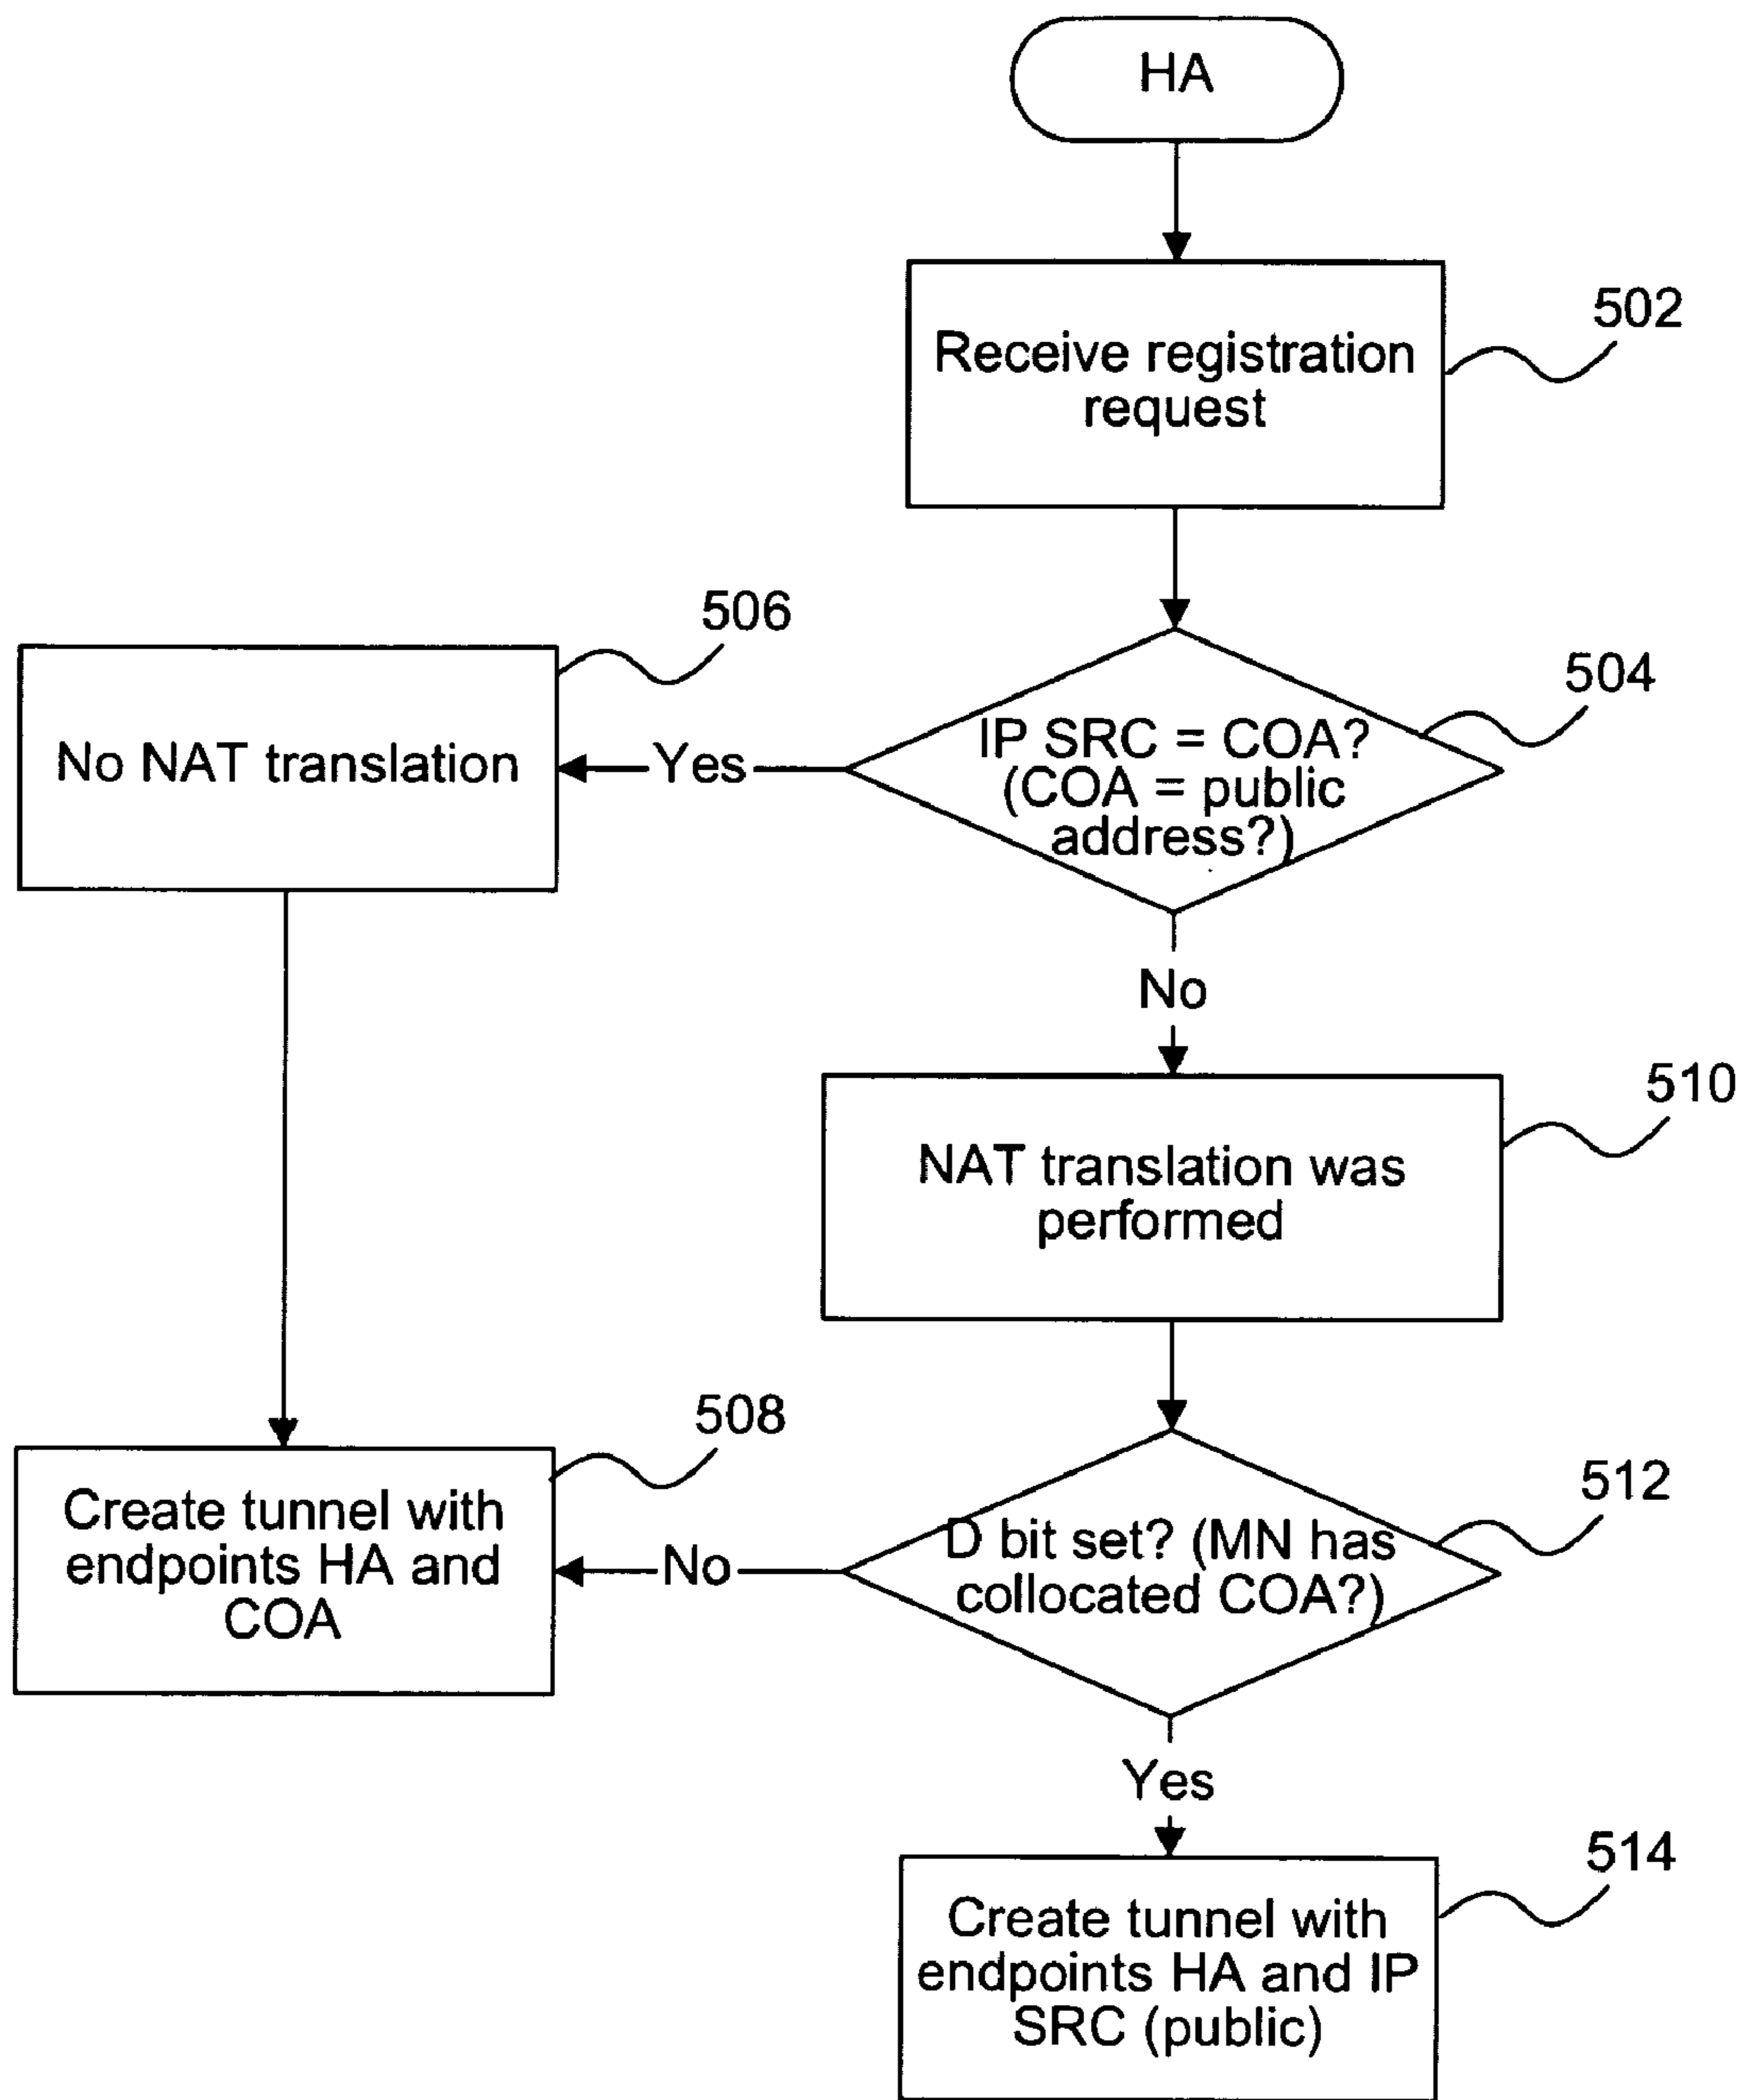 HA
Receive registration
request
502
IP SRC = COA?
(COA = public
address?)
504
Yes
506
No NAT translation
No
NAT translation was
performed
510
D bit set? (MN has
collocated COA?)
512
No
508
Create tunnel with
endpoints HA and
COA
Yes
Create tunnel with
endpoints HA and IP
SRC (public)
514